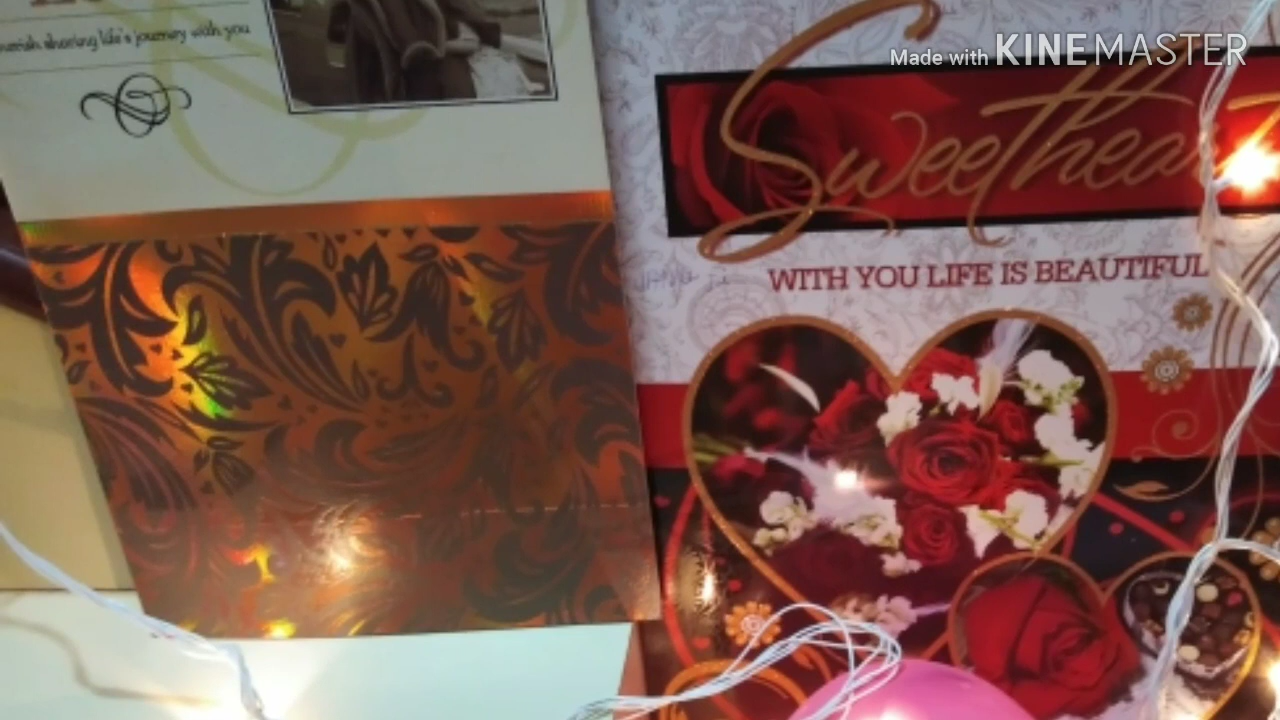 sharing life's journey with you
Made with KINEMASTER
Sweetheart
WITH YOU LIFE IS BEAUTIFUL